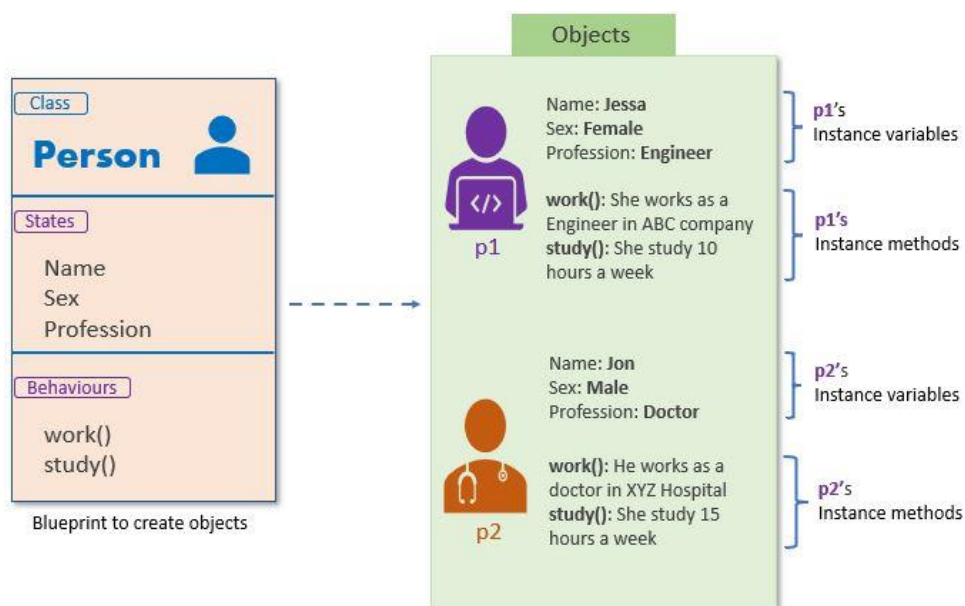 Class
Person
States
Name
Sex
Profession
Behaviours
work()
study()
Blueprint to create objects
Objects
Name: Jessa
Sex: Female
Profession: Engineer
</>
work(): She works as a
Engineer in ABC company
study(): She study 10
hours a week
p1
p1's
Instance variables
p1's
Instance methods
Name: Jon
Sex: Male
Profession: Doctor
work(): He works as a
doctor in XYZ Hospital
study(): She study 15
hours a week
p2
p2's
Instance variables
p2's
Instance methods